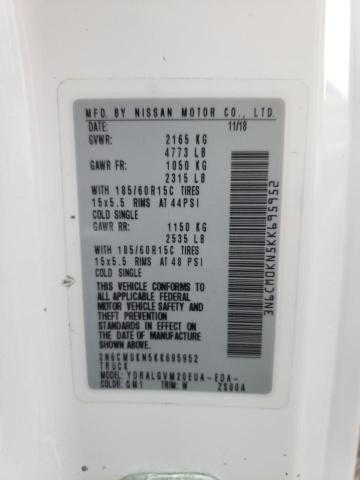 MFD. BY NISSAN MOTOR CO., LTD.
DATE: 11/18
GVWR: 2165 KG
4773 LB
GAWR FR: 1050 KG
2315 LB
WITH 185/60R15C TIRES
15x5.5 RIMS AT 44PSI
COLD SINGLE
GAWR RR: 1150 KG
2535 LB
WITH 185/60R15C TIRES
15x5.5 RIMS AT 48 PSI
COLD SINGLE
THIS VEHICLE CONFORMS TO
ALL APPLICABLE FEDERAL
MOTOR VEHICLE SAFETY AND
THEFT PREVENTION
STANDARDS IN EFFECT ON
THE DATE OF MANUFACTURE
SHOWN ABOVE.
3N6CM0KN5KK695952
TRUCK
MODEL: YDRALGVM20EUA-EDA-
COLOR: QM1 TRIM: W ZS00A
3N6CM0KN5KK695952